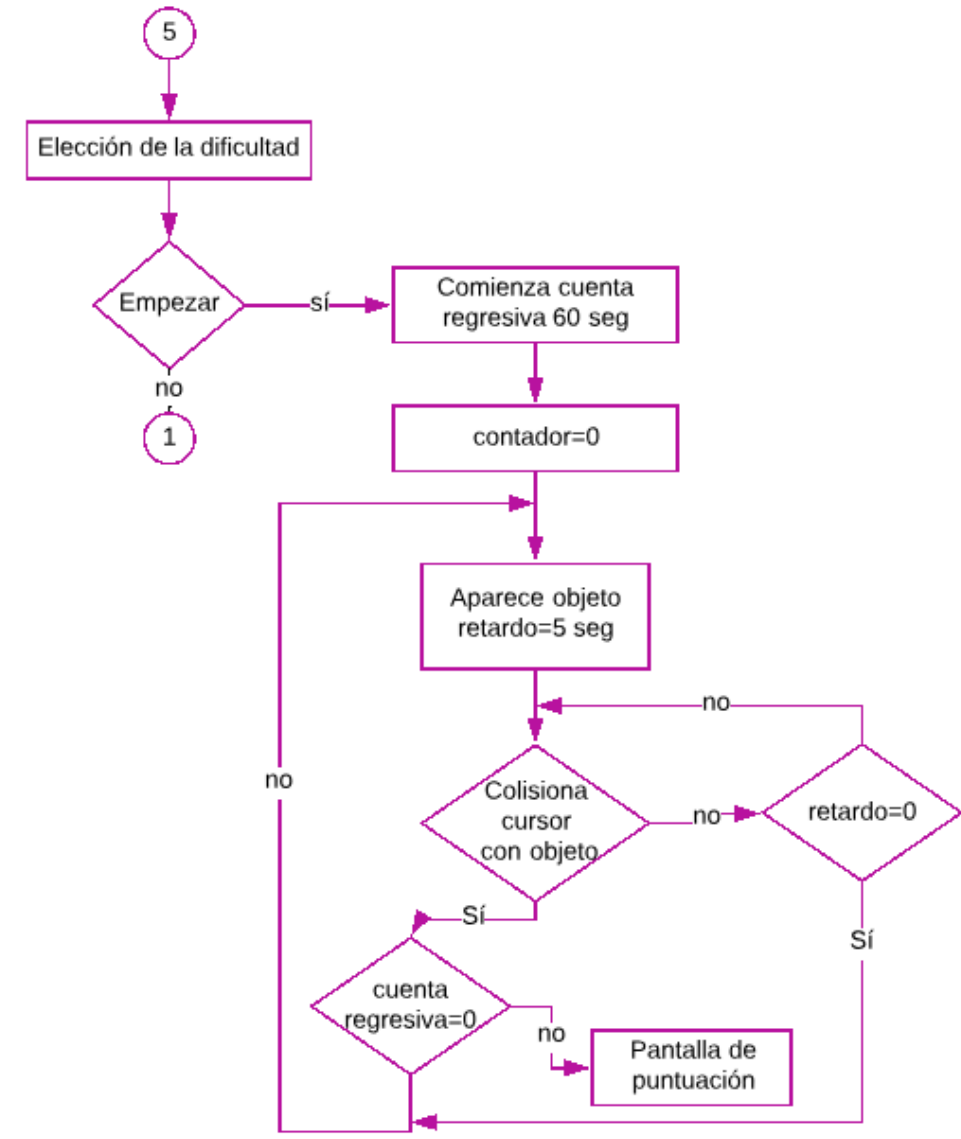 5
Elección de la dificultad
Empezar
sí
Comienza cuenta
regresiva 60 seg
no
1
contador=0
Aparece objeto
retardo=5 seg
no
no
Colisiona
cursor
con objeto
no
retardo=0
Sí
Sí
cuenta
regresiva=0
no
Pantalla de
puntuación